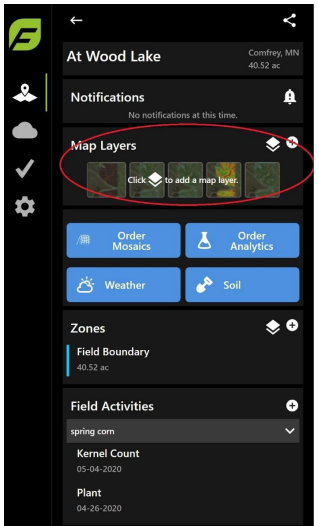 At Wood Lake
Comfrey, MN
40.52 ac
Notifications
No notifications at this time.
Map Layers
Click to add a map layer.
Order
Mosaics
Order
Analytics
Weather
Soil
Zones
Field Boundary
40.52 ac
Field Activities
spring corn
Kernel Count
05-04-2020
Plant
04-26-2020